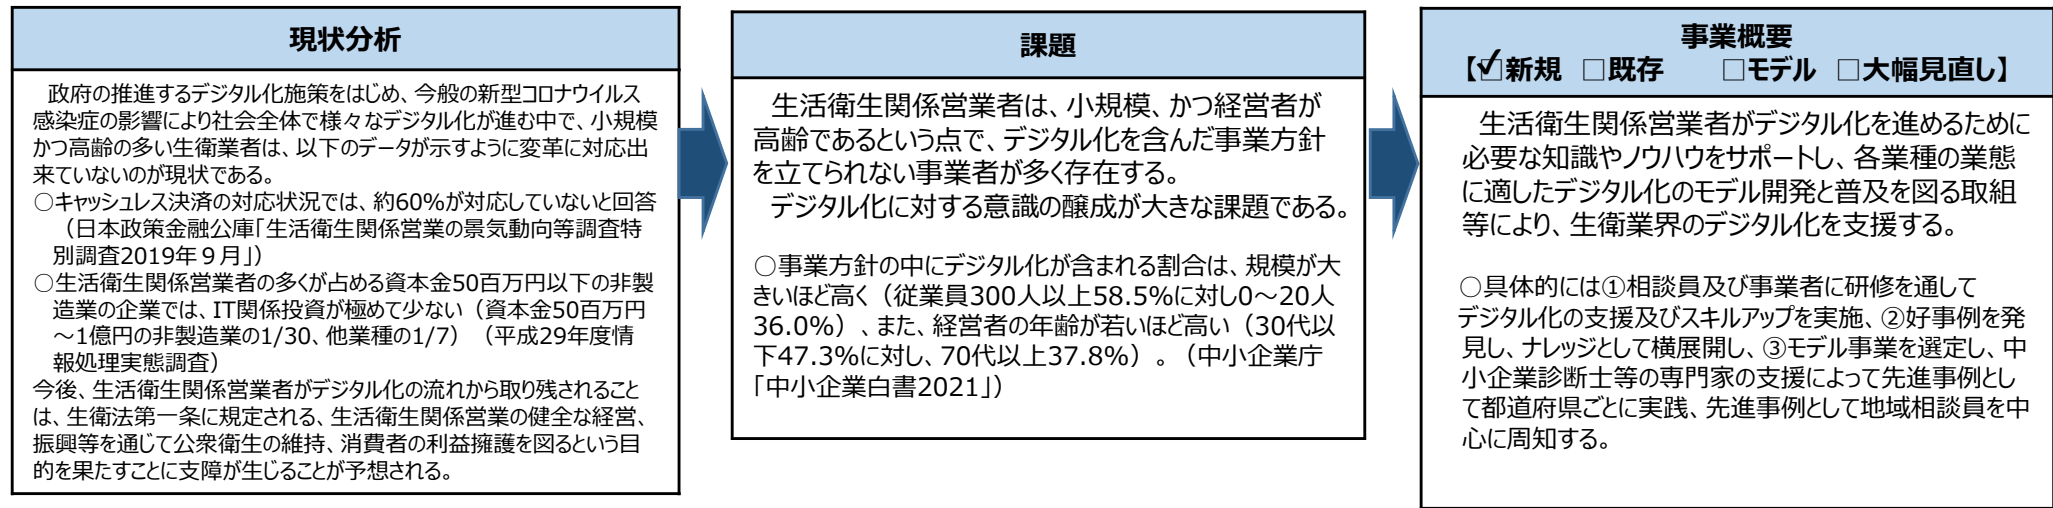 現状分析
政府の推進するデジタル化施策をはじめ、今般の新型コロナウイルス
感染症の影響により社会全体で様々なデジタル化が進む中で、小規模
かつ高齢の多い生衛業者は、以下のデータが示すように変革に対応出
来ていないのが現状である。
○キャッシュレス決済の対応状況では、約60%が対応していないと回答
（日本政策金融公庫「生活衛生関係営業の景気動向等調査特
別調査2019年９月」）
○生活衛生関係営業者の多くが占める資本金50百万円以下の非製
造業の企業では、IT関係投資が極めて少ない（資本金50百万円
～1億円の非製造業の1/30、他業種の1/7）（平成29年度情
報処理実態調査）
今後、生活衛生関係営業者がデジタル化の流れから取り残されること
は、生衛法第一条に規定される、生活衛生関係営業の健全な経営、
振興等を通じて公衆衛生の維持、消費者の利益擁護を図るという目
的を果たすことに支障が生じることが予想される。
課題
生活衛生関係営業者は、小規模、かつ経営者が
高齢であるという点で、デジタル化を含んだ事業方針
を立てられない事業者が多く存在する。
デジタル化に対する意識の醸成が大きな課題である。
○事業方針の中にデジタル化が含まれる割合は、規模が大
きいほど高く（従業員300人以上58.5%に対し0～20人
36.0%）、また、経営者の年齢が若いほど高い（30代以
下47.3%に対し、70代以上37.8%）。（中小企業庁
「中小企業白書2021」）
事業概要
【☑新規 □既存 □モデル □大幅見直し】
生活衛生関係営業者がデジタル化を進めるために
必要な知識やノウハウをサポートし、各業種の業態
に適したデジタル化のモデル開発と普及を図る取組
等により、生衛業界のデジタル化を支援する。
○具体的には①相談員及び事業者に研修を通して
デジタル化の支援及びスキルアップを実施、②好事例を発
見し、ナレッジとして横展開し、③モデル事業を選定し、中
小企業診断士等の専門家の支援によって先進事例とし
て都道府県ごとに実践、先進事例として地域相談員を中
心に周知する。